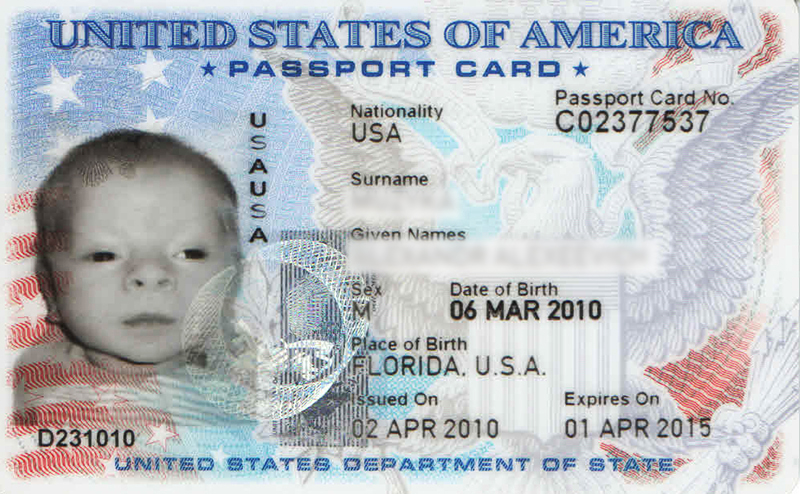 UNITED STATES OF AMERICA
PASSPORT CARD
USAUSA
Nationality
USA
Passport Card No.
C02377537
Surname
Given Names
Sex
M
Date of Birth
06 MAR 2010
Place of Birth
FLORIDA, U.S.A.
Issued On
02 APR 2010
Expires On
01 APR 2015
D231010
UNITED STATES DEPARTMENT OF STATE